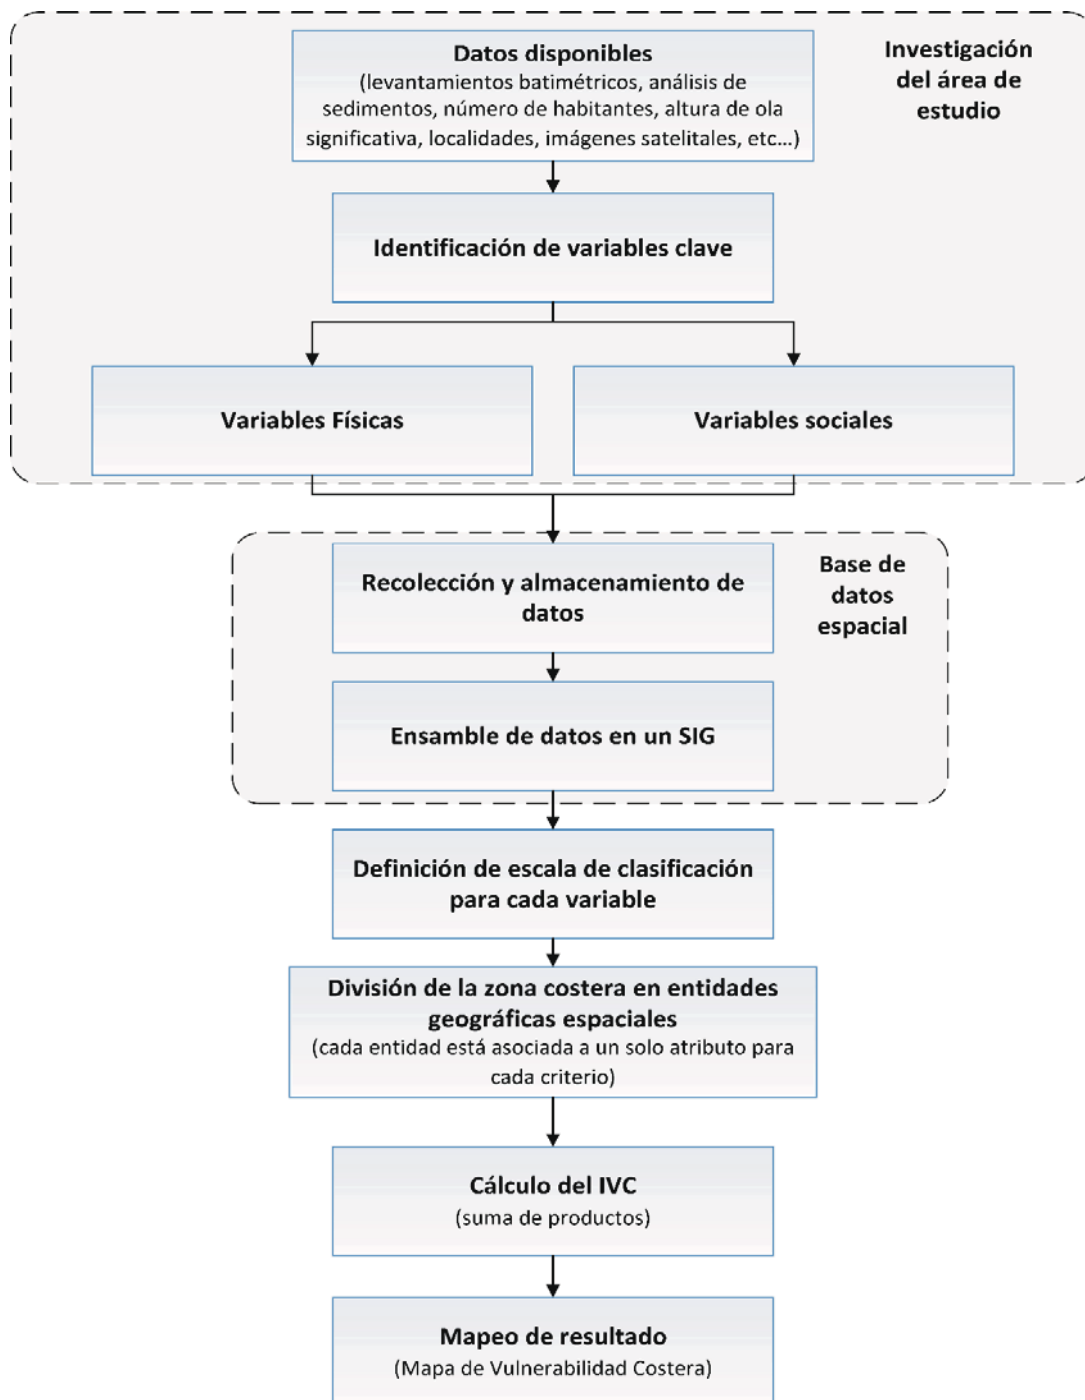 Datos disponibles
(levantamientos batimétricos, análisis de
sedimentos, número de habitantes, altura de ola
significativa, localidades, imágenes satelitales, etc...)
Investigación
del área de
estudio
Identificación de variables clave
Variables Físicas
Variables sociales
Recolección y almacenamiento de
datos
Base de
datos
espacial
Ensamble de datos en un SIG
Definición de escala de clasificación
para cada variable
División de la zona costera en entidades
geográficas espaciales
(cada entidad está asociada a un solo atributo para
cada criterio)
Cálculo del IVC
(suma de productos)
Mapeo de resultado
(Mapa de Vulnerabilidad Costera)